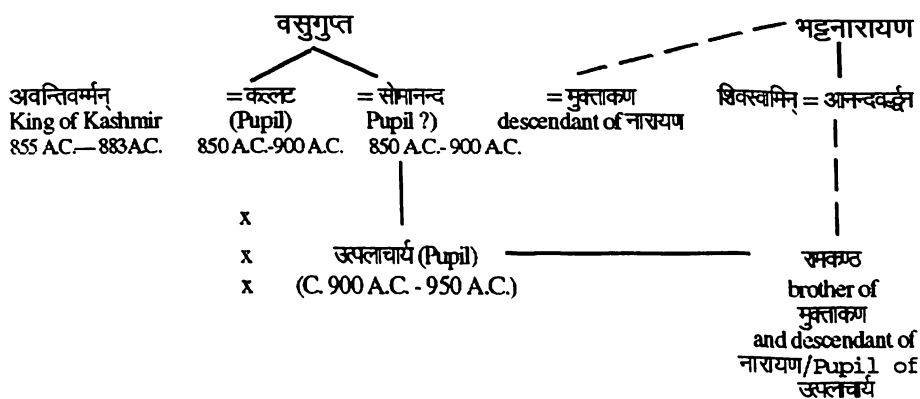 वसुगुप्त भट्टनारायण
अवन्तिवर्म्मन् =कल्लट = सोमानन्द = मुक्ताकण शिवस्वामिन् = आनन्दवर्द्धन
King of Kashmir (Pupil) Pupil ?) descendant of नारायण
855 A.C.— 883A.C. 850 A.C.-900 A.C. 850 A.C.- 900 A.C.
x
x उत्पलाचार्य (Pupil) रामकण्ठ
x (C. 900 A.C. - 950 A.C.) brother of
मुक्ताकण
and descendant of
नारायण/Pupil of
उत्पलाचार्य